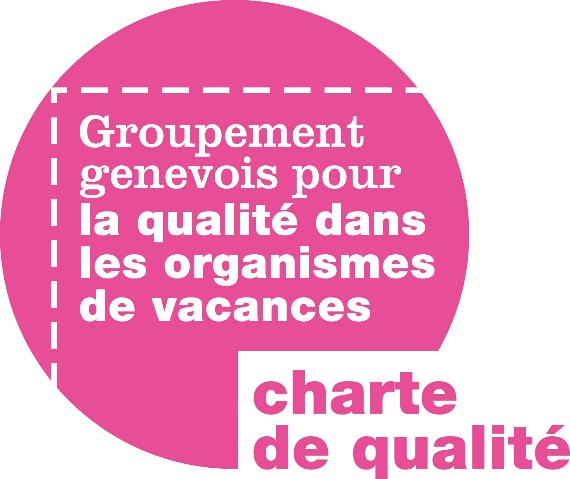 Groupement
genevois pour
la qualité dans
les organismes
de vacances
charte
de qualité